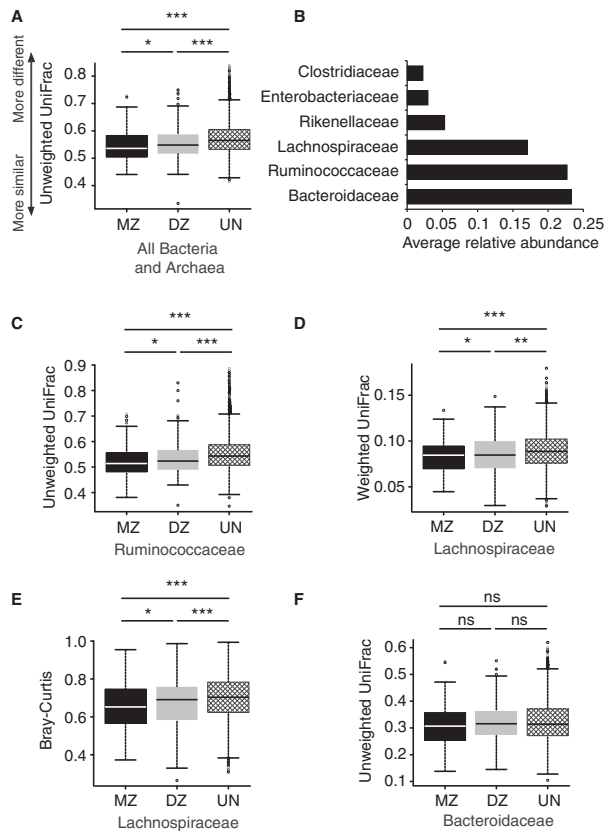 A
***
*
***
More different
More similar
Unweighted UniFrac
0.8
0.7
0.6
0.5
0.4
MZ DZ UN
All Bacteria
and Archaea
B
Clostridiaceae
Enterobacteriaceae
Rikenellaceae
Lachnospiraceae
Ruminococcaceae
Bacteroidaceae
0 0.05 0.1 0.15 0.2 0.25
Average relative abundance
C
***
*
***
Unweighted UniFrac
0.9
0.8
0.7
0.6
0.5
0.4
MZ DZ UN
Ruminococcaceae
D
***
*
**
Weighted UniFrac
0.15
0.10
0.05
MZ DZ UN
Lachnospiraceae
E
***
*
***
Bray-Curtis
1.0
0.8
0.6
0.4
MZ DZ UN
Lachnospiraceae
F
ns
ns ns
Unweighted UniFrac
0.6
0.5
0.4
0.3
0.2
0.1
MZ DZ UN
Bacteroidaceae